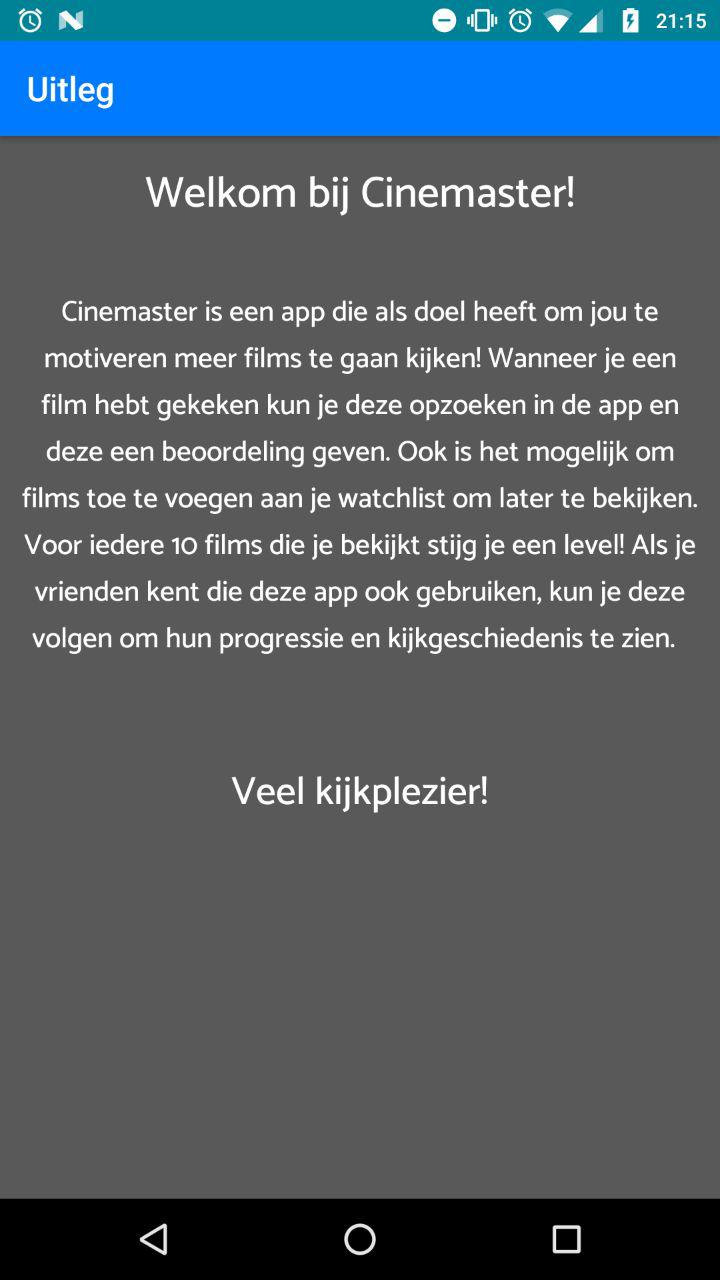 21:15
Uitleg
Welkom bij Cinemaster!
Cinemaster is een app die als doel heeft om jou te
motiveren meer films te gaan kijken! Wanneer je een
film hebt gekeken kun je deze opzoeken in de app en
deze een beoordeling geven. Ook is het mogelijk om
films toe te voegen aan je watchlist om later te bekijken.
Voor iedere 10 films die je bekijkt stijg je een level! Als je
vrienden kent die deze app ook gebruiken, kun je deze
volgen om hun progressie en kijkgeschiedenis te zien.
Veel kijkplezier!